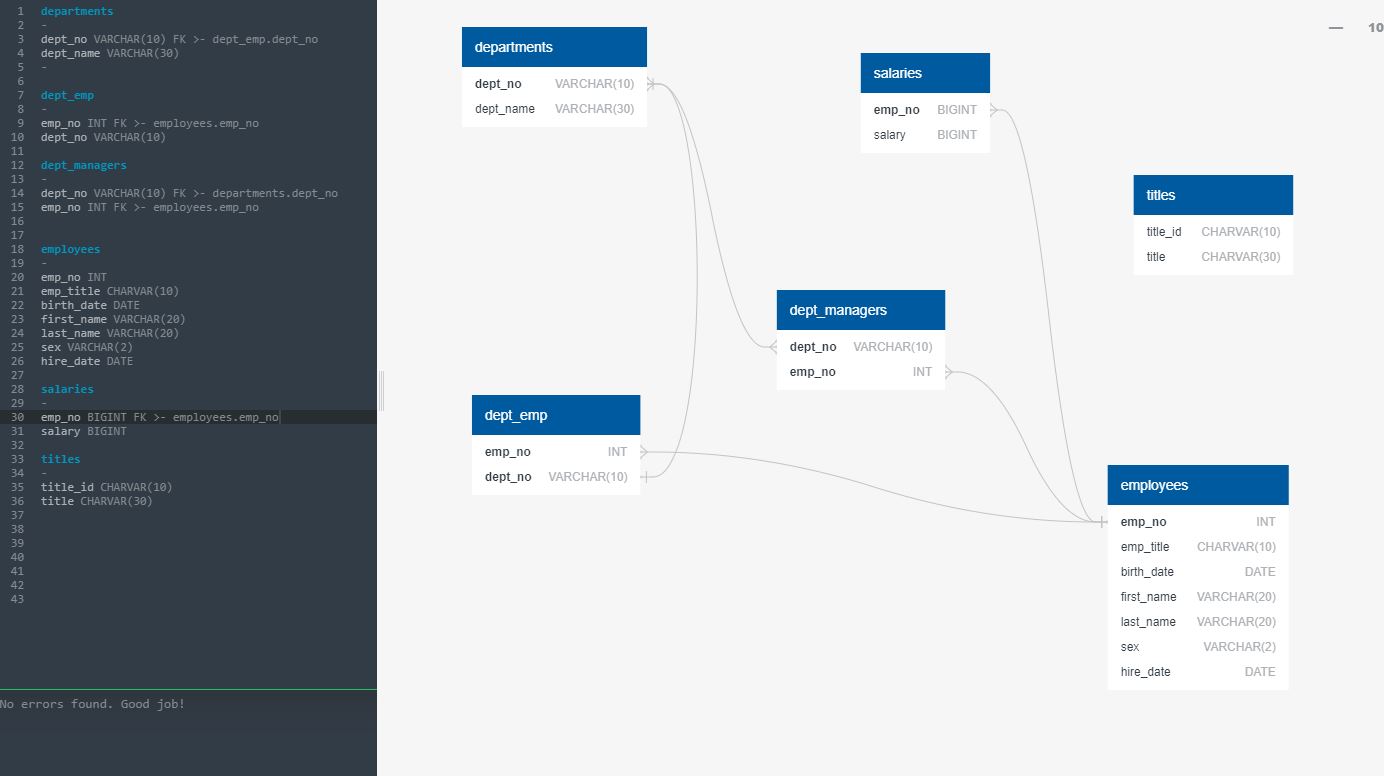 1 departments
2 -
3 dept_no VARCHAR(10) FK >- dept_emp.dept_no
4 dept_name VARCHAR(30)
5 -
6
7 dept_emp
8 -
9 emp_no INT FK >- employees.emp_no
10 dept_no VARCHAR(10)
11
12 dept_managers
13 -
14 dept_no VARCHAR(10) FK >- departments.dept_no
15 emp_no INT FK >- employees.emp_no
16
17
18 employees
19 -
20 emp_no INT
21 emp_title CHARVAR(10)
22 birth_date DATE
23 first_name VARCHAR(20)
24 last_name VARCHAR(20)
25 sex VARCHAR(2)
26 hire_date DATE
27
28 salaries
29 -
30 emp_no BIGINT FK >- employees.emp_no
31 salary BIGINT
32
33 titles
34 -
35 title_id CHARVAR(10)
36 title CHARVAR(30)
37
38
39
40
41
42
43
No errors found. Good job!
departments
dept_no VARCHAR(10)
dept_name VARCHAR(30)
salaries
emp_no BIGINT
salary BIGINT
10
titles
title_id CHARVAR(10)
title CHARVAR(30)
dept_managers
dept_no VARCHAR(10)
emp_no INT
dept_emp
emp_no INT
dept_no VARCHAR(10)
employees
emp_no INT
emp_title CHARVAR(10)
birth_date DATE
first_name VARCHAR(20)
last_name VARCHAR(20)
sex VARCHAR(2)
hire_date DATE